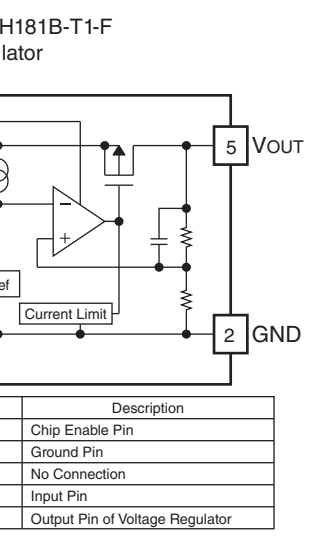 H181B-T1-F
lator
5 VOUT
−
+
ef
Current Limit
2 GND
Description
Chip Enable Pin
Ground Pin
No Connection
Input Pin
Output Pin of Voltage Regulator